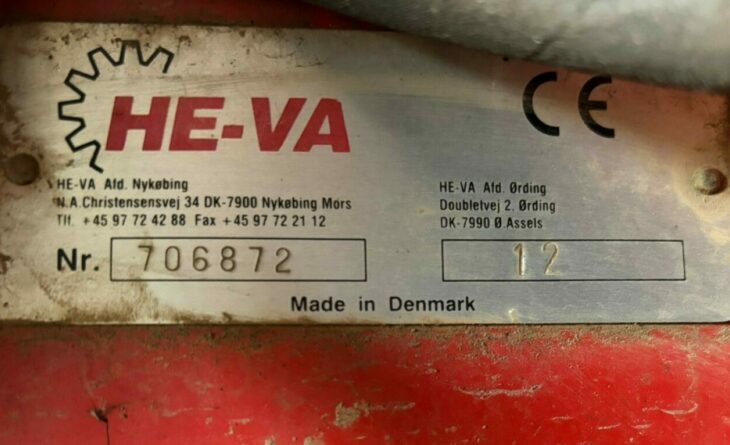 HE-VA
CE
HE-VA Afd. Nykøbing
N.A.Christensensvej 34 DK-7900 Nykøbing Mors
Tlf. +45 97 72 42 88 Fax +45 97 72 21 12
HE-VA Afd. Ørding
Doubletvej 2. Ørding
DK-7990 Ø.Assels
Nr. 706872
12
Made in Denmark